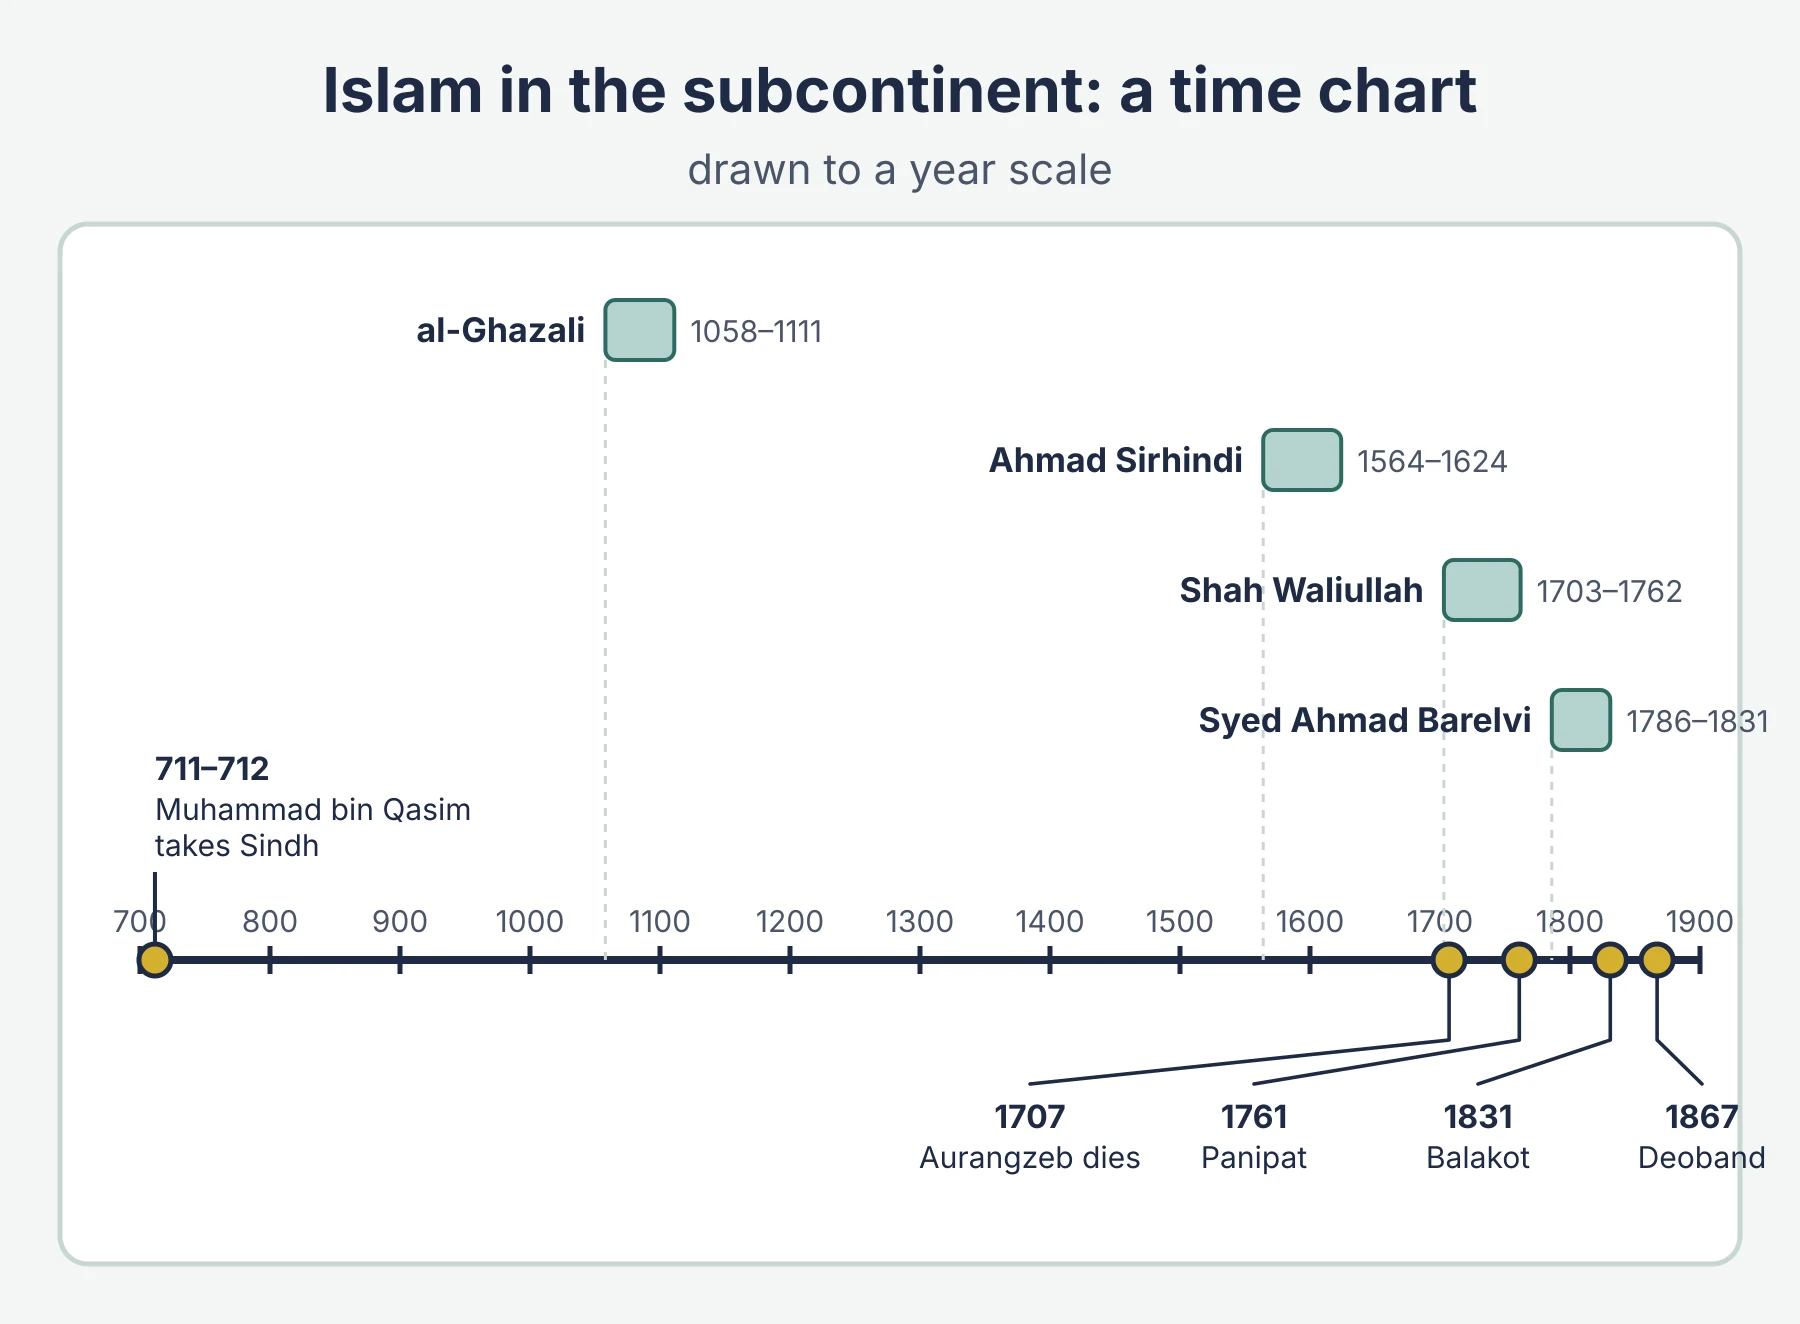 Islam in the subcontinent: a time chart
drawn to a year scale
al-Ghazali 1058–1111
Ahmad Sirhindi 1564–1624
Shah Waliullah 1703–1762
Syed Ahmad Barelvi 1786–1831
711–712
Muhammad bin Qasim
takes Sindh
700 800 900 1000 1100 1200 1300 1400 1500 1600 1700 1800 1900
1707 1761 1831 1867
Aurangzeb dies Panipat Balakot Deoband